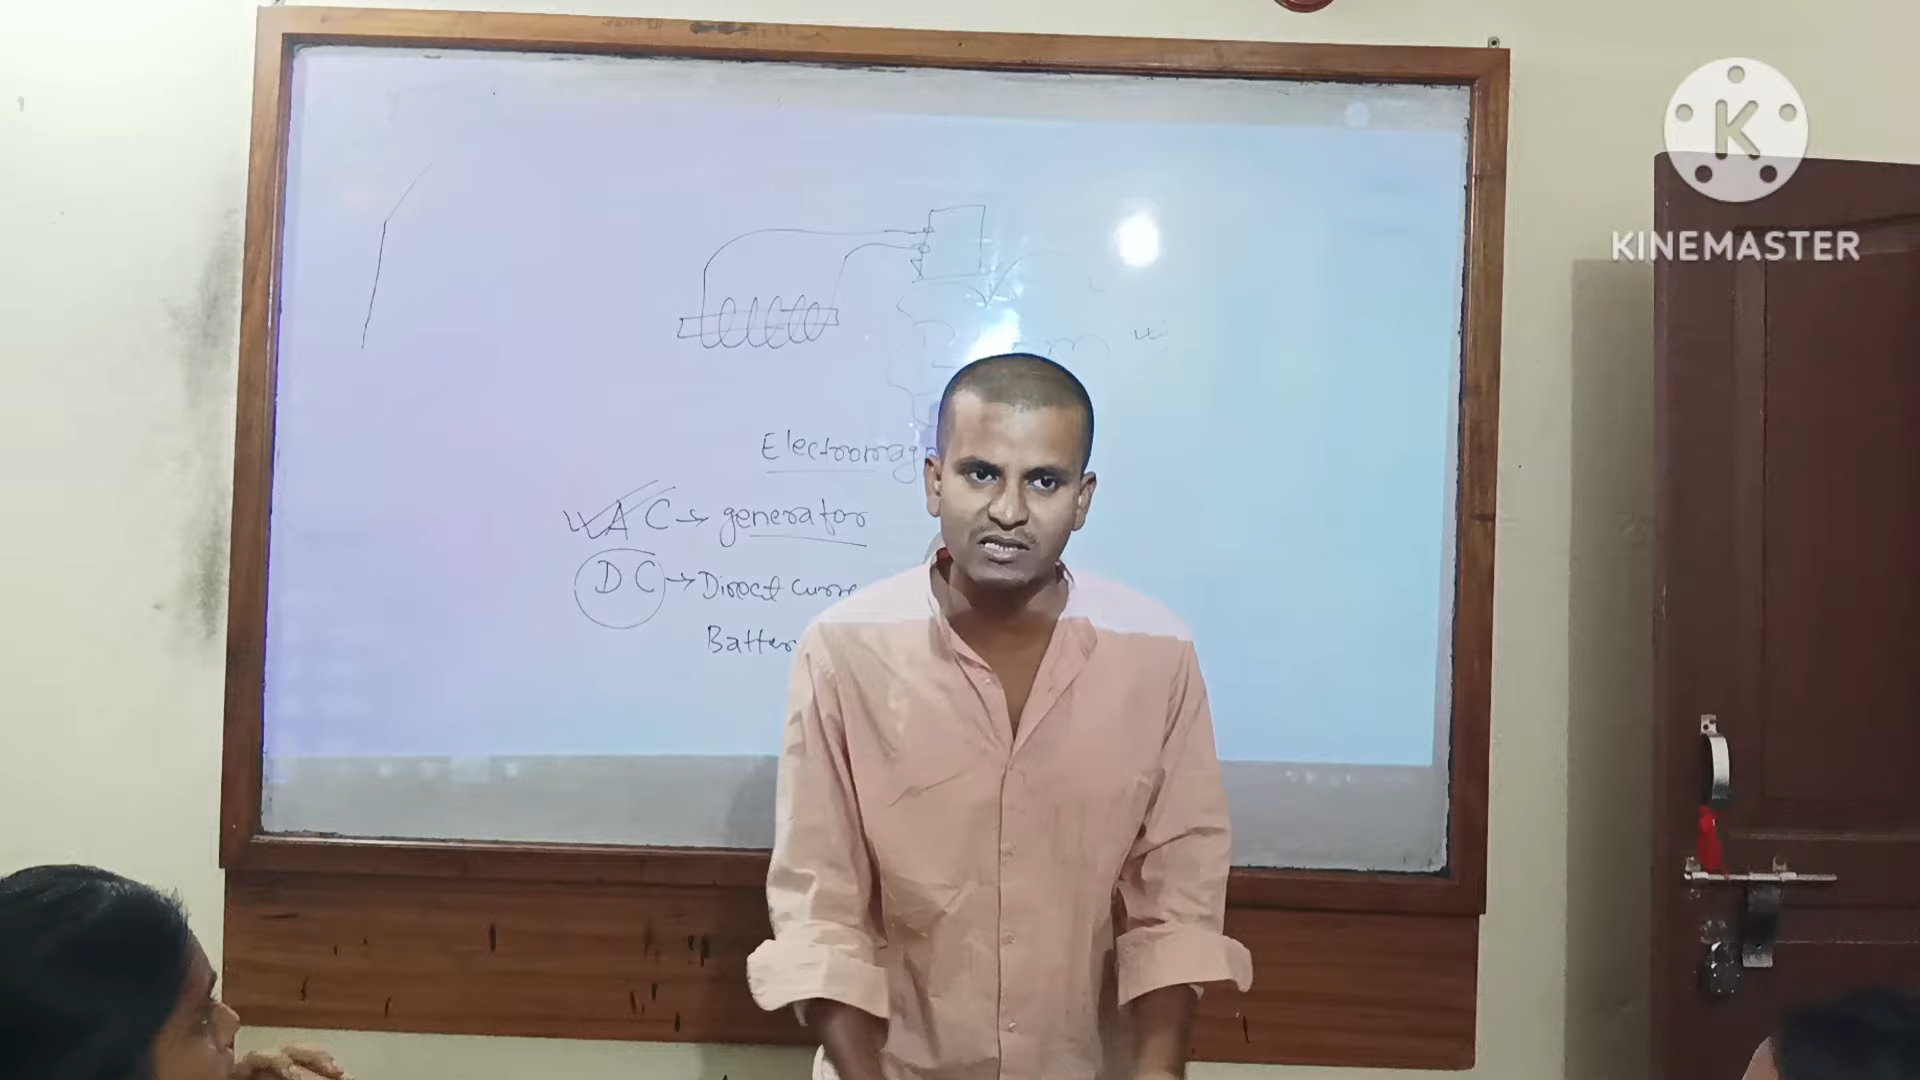 K
KINEMASTER
Electromag
AC → generator
DC → Direct curre
Batter